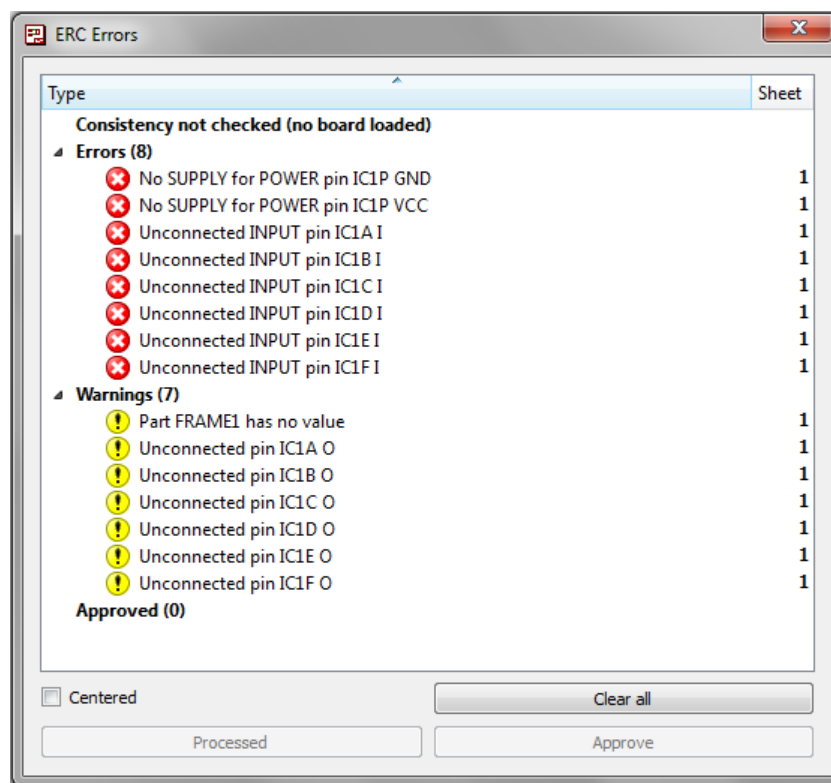 ERC Errors
Type Sheet
Consistency not checked (no board loaded)
Errors (8)
No SUPPLY for POWER pin IC1P GND 1
No SUPPLY for POWER pin IC1P VCC 1
Unconnected INPUT pin IC1A I 1
Unconnected INPUT pin IC1B I 1
Unconnected INPUT pin IC1C I 1
Unconnected INPUT pin IC1D I 1
Unconnected INPUT pin IC1E I 1
Unconnected INPUT pin IC1F I 1
Warnings (7)
Part FRAME1 has no value 1
Unconnected pin IC1A O 1
Unconnected pin IC1B O 1
Unconnected pin IC1C O 1
Unconnected pin IC1D O 1
Unconnected pin IC1E O 1
Unconnected pin IC1F O 1
Approved (0)
Centered Clear all
Processed Approve